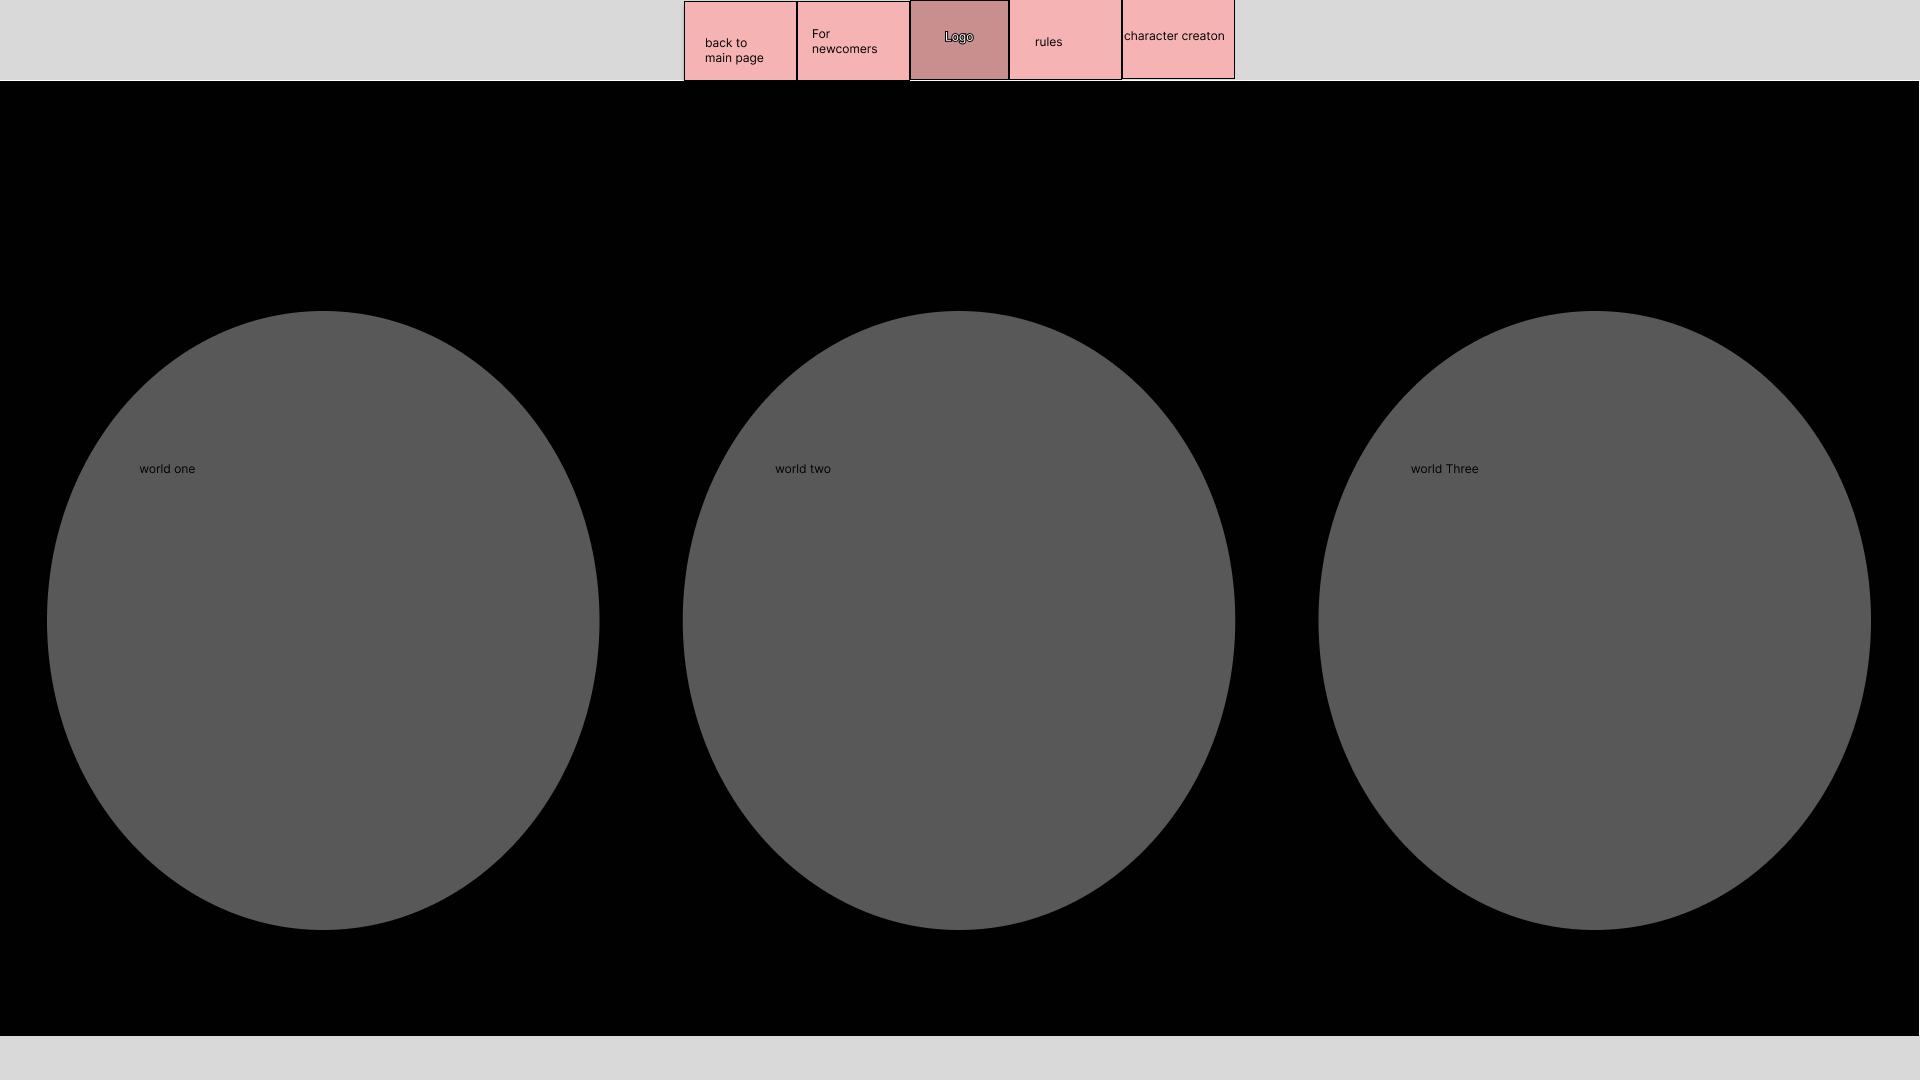 back to
main page
For
newcomers
Logo
rules
character creaton
world one
world two
world Three